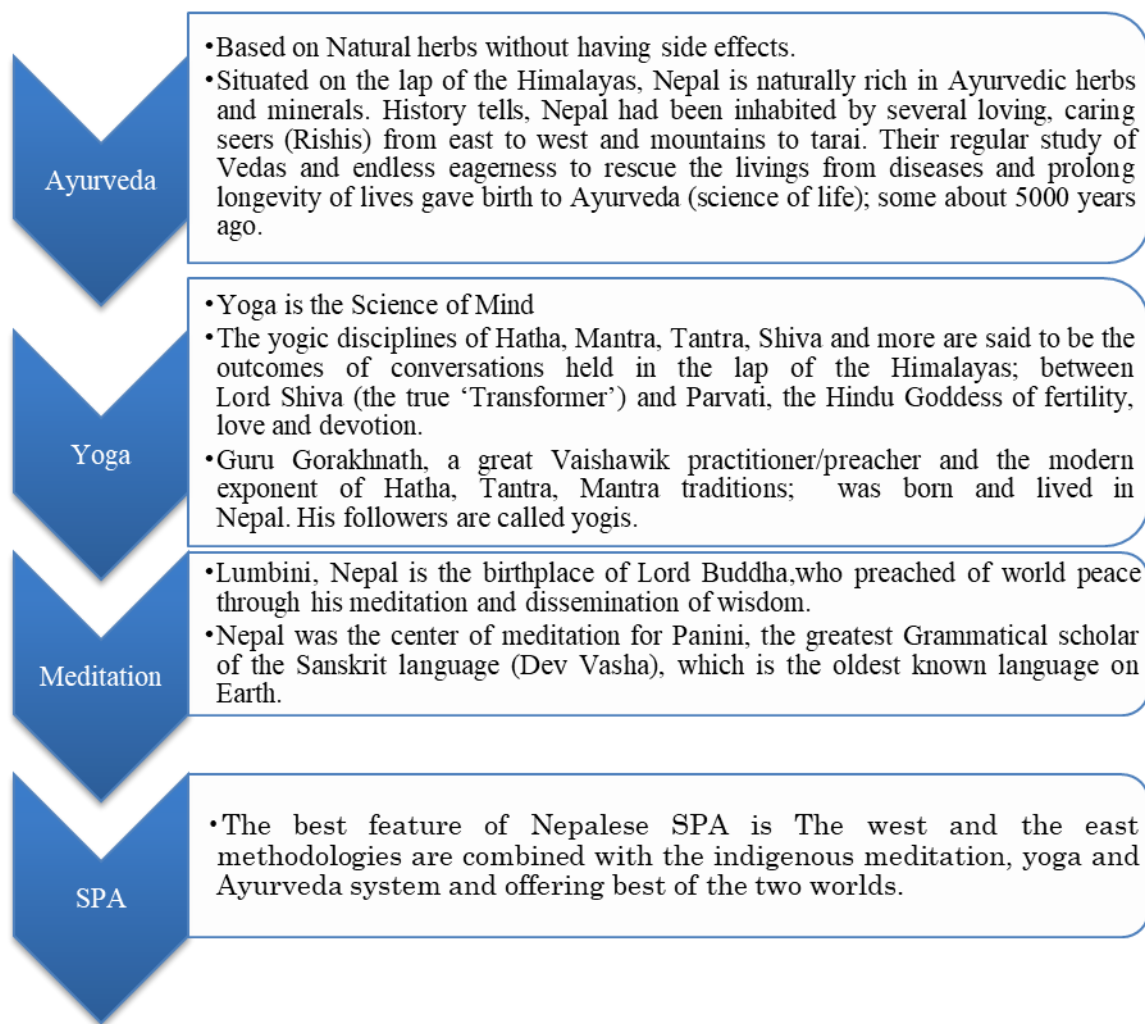 Ayurveda
•Based on Natural herbs without having side effects.
•Situated on the lap of the Himalayas, Nepal is naturally rich in Ayurvedic herbs
and minerals. History tells, Nepal had been inhabited by several loving, caring
seers (Rishis) from east to west and mountains to tarai. Their regular study of
Vedas and endless eagerness to rescue the livings from diseases and prolong
longevity of lives gave birth to Ayurveda (science of life); some about 5000 years
ago.
Yoga
•Yoga is the Science of Mind
•The yogic disciplines of Hatha, Mantra, Tantra, Shiva and more are said to be the
outcomes of conversations held in the lap of the Himalayas; between
Lord Shiva (the true ‘Transformer’) and Parvati, the Hindu Goddess of fertility,
love and devotion.
•Guru Gorakhnath, a great Vaishawik practitioner/preacher and the modern
exponent of Hatha, Tantra, Mantra traditions; was born and lived in
Nepal. His followers are called yogis.
Meditation
•Lumbini, Nepal is the birthplace of Lord Buddha,who preached of world peace
through his meditation and dissemination of wisdom.
•Nepal was the center of meditation for Panini, the greatest Grammatical scholar
of the Sanskrit language (Dev Vasha), which is the oldest known language on
Earth.
SPA
•The best feature of Nepalese SPA is The west and the east
methodologies are combined with the indigenous meditation, yoga and
Ayurveda system and offering best of the two worlds.